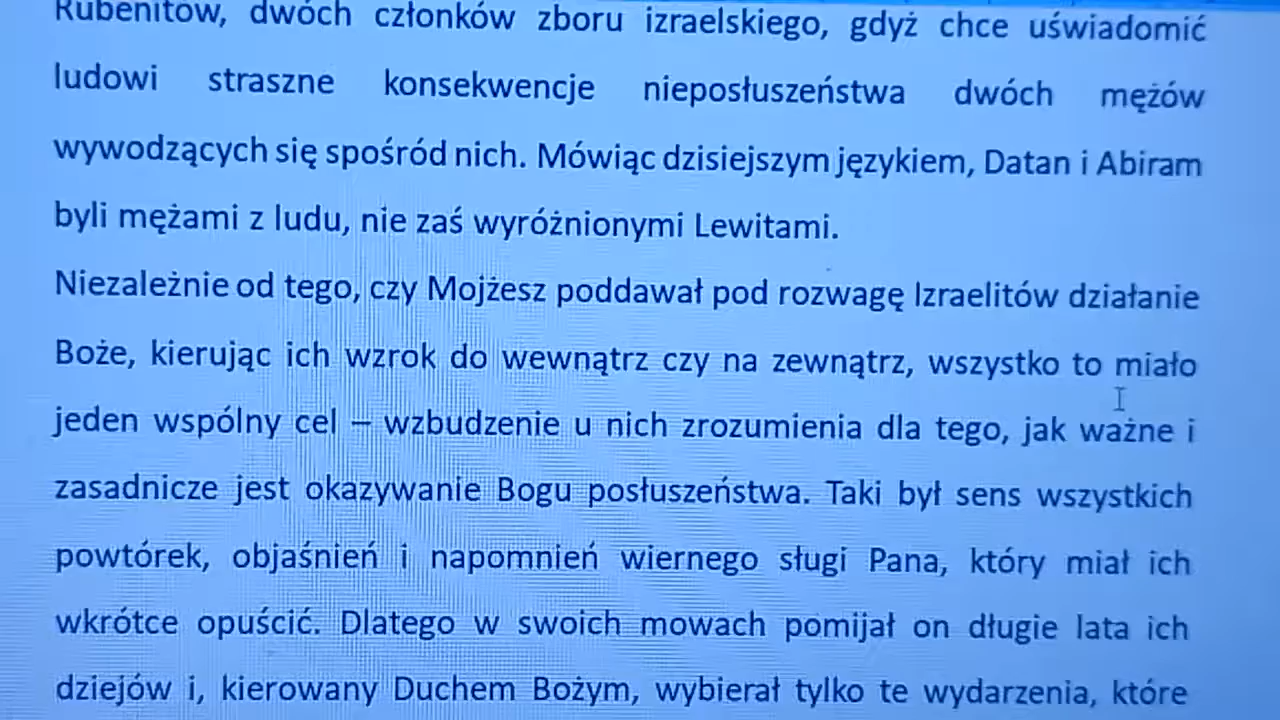 Rubenitów, dwóch członków zboru izraelskiego, gdyż chce uświadomić
ludowi straszne konsekwencje nieposłuszeństwa dwóch mężów
wywodzących się spośród nich. Mówiąc dzisiejszym językiem, Datan i Abiram
byli mężami z ludu, nie zaś wyróżnionymi Lewitami.
Niezależnie od tego, czy Mojżesz poddawał pod rozwagę Izraelitów działanie
Boże, kierując ich wzrok do wewnątrz czy na zewnątrz, wszystko to miało
jeden wspólny cel – wzbudzenie u nich zrozumienia dla tego, jak ważne i
zasadnicze jest okazywanie Bogu posłuszeństwa. Taki był sens wszystkich
powtórek, objaśnień i napomnień wiernego sługi Pana, który miał ich
wkrótce opuścić. Dlatego w swoich mowach pomijał on długie lata ich
dziejów i, kierowany Duchem Bożym, wybierał tylko te wydarzenia, które